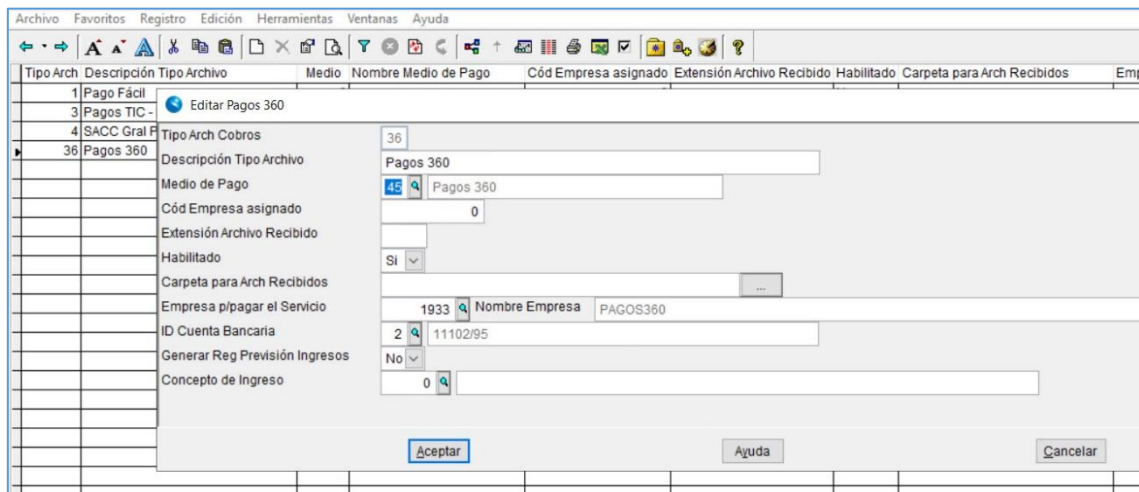 Archivo Favoritos Registro Edición Herramientas Ventanas Ayuda
Tipo Arch Descripción Tipo Archivo Medio Nombre Medio de Pago Cód Empresa asignado Extensión Archivo Recibido Habilitado Carpeta para Arch Recibidos
1 Pago Fácil
3 Pagos TIC -
4 SACC Gral
36 Pagos 360
Editar Pagos 360
Tipo Arch Cobros 36
Descripción Tipo Archivo Pagos 360
Medio de Pago 45 Pagos 360
Cód Empresa asignado 0
Extensión Archivo Recibido
Habilitado Si
Carpeta para Arch Recibidos ...
Empresa p/pagar el Servicio 1933 Nombre Empresa PAGOS360
ID Cuenta Bancaria 2 11102/95
Generar Reg Previsión Ingresos No
Concepto de Ingreso 0
Aceptar Ayuda Cancelar